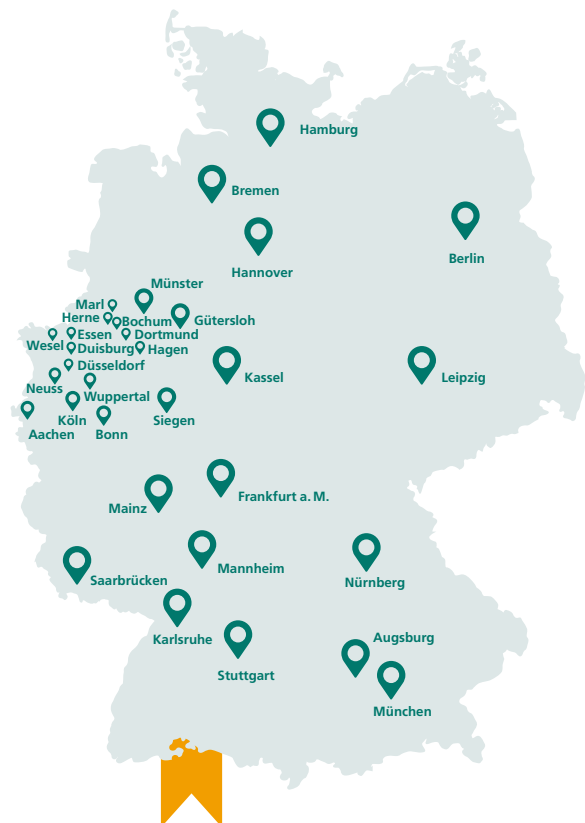 Hamburg
Bremen
Berlin
Hannover
Münster
Marl
Herne
Bochum
Gütersloh
Essen
Dortmund
Wesel
Duisburg
Hagen
Düsseldorf
Kassel
Leipzig
Neuss
Wuppertal
Köln
Siegen
Aachen
Bonn
Frankfurt a. M.
Mainz
Mannheim
Saarbrücken
Nürnberg
Karlsruhe
Augsburg
Stuttgart
München